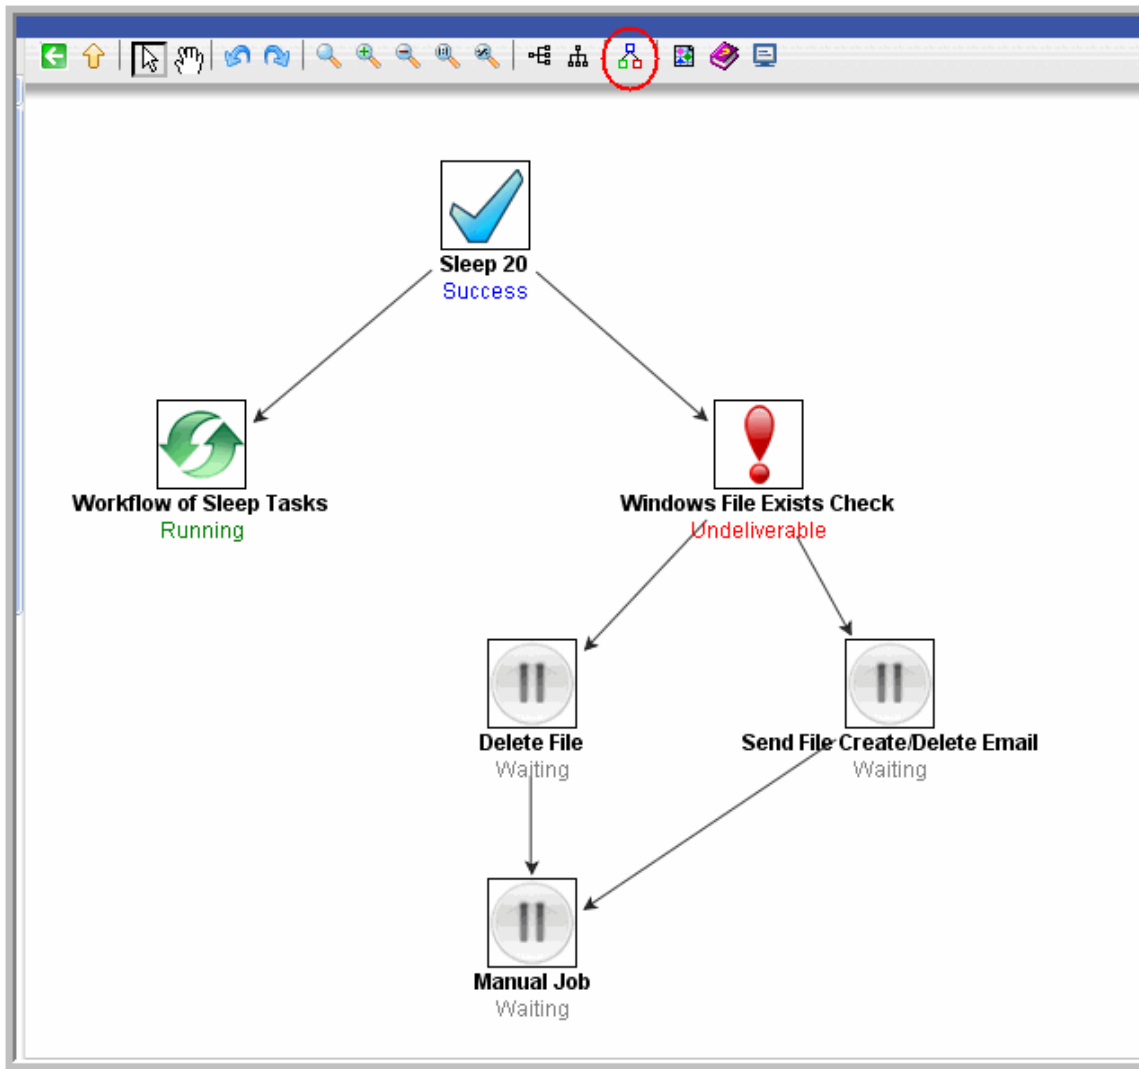 Sleep 20
Success
Workflow of Sleep Tasks
Running
Windows File Exists Check
Undeliverable
Delete File
Waiting
Send File Create/Delete Email
Waiting
Manual Job
Waiting